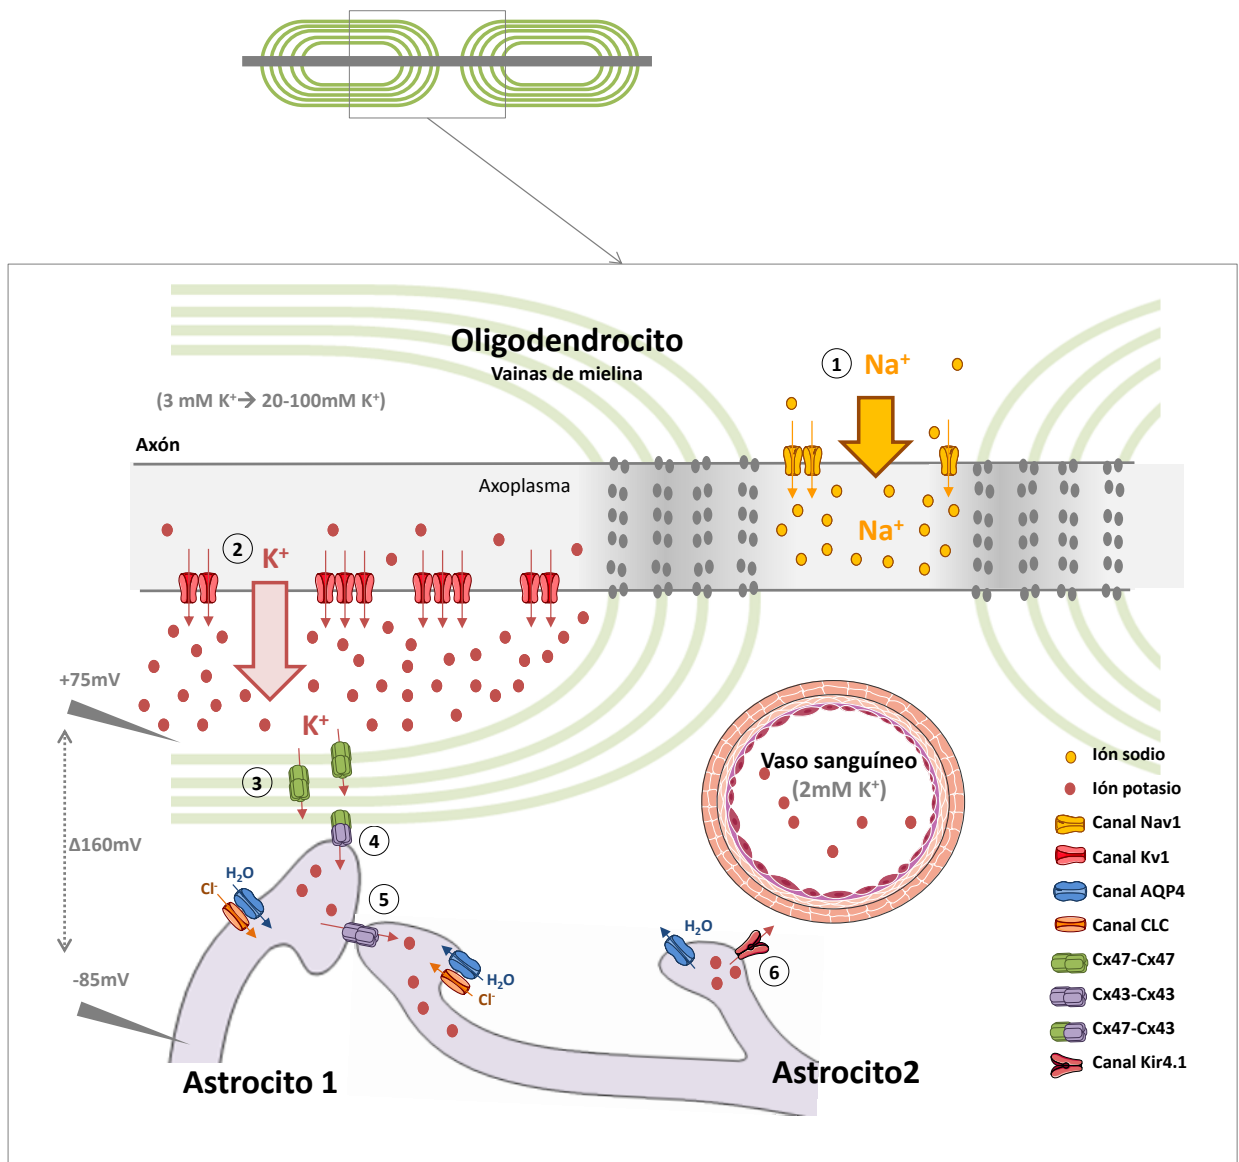 Oligodendrocito
Vainas de mielina
1
Na⁺
(3 mM K⁺→ 20-100mM K⁺)
Axón
Axoplasma
Na⁺
2
K⁺
+75mV
K⁺
3
Δ160mV
4
H₂O
Cl⁻
5
H₂O
Cl⁻
-85mV
Astrocito 1
Vaso sanguíneo
(2mM K⁺)
H₂O
6
Astrocito2
Ión sodio
Ión potasio
Canal Nav1
Canal Kv1
Canal AQP4
Canal CLC
Cx47-Cx47
Cx43-Cx43
Cx47-Cx43
Canal Kir4.1